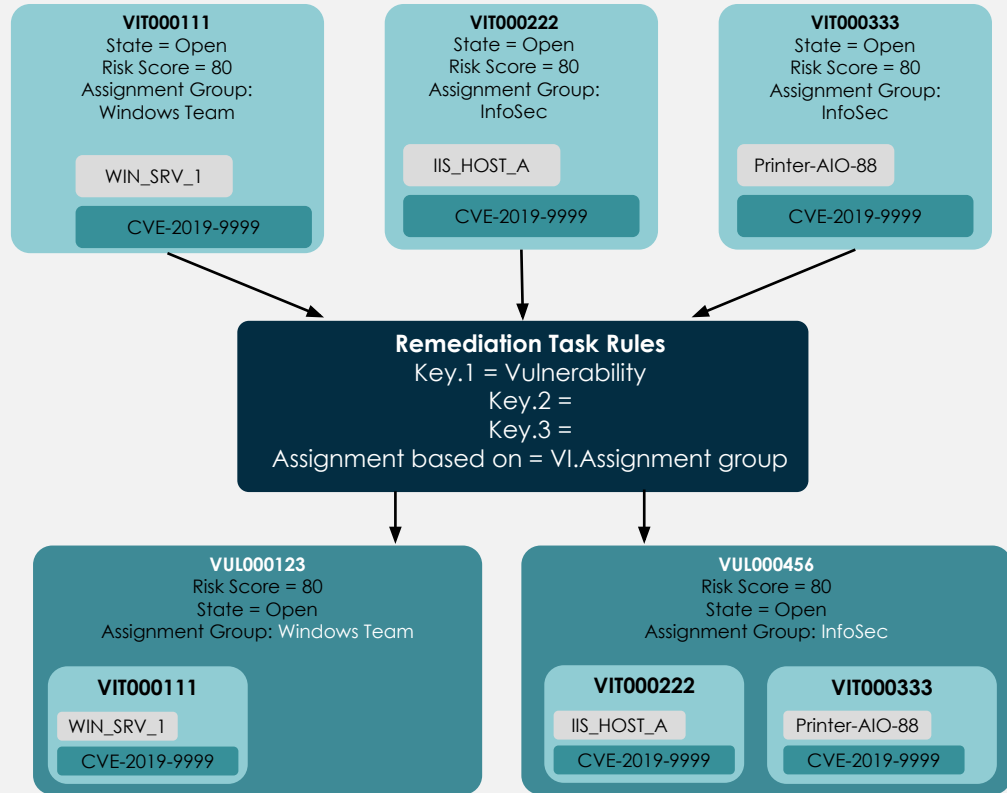 VIT000111
State = Open
Risk Score = 80
Assignment Group:
Windows Team
WIN_SRV_1
CVE-2019-9999
VIT000222
State = Open
Risk Score = 80
Assignment Group:
InfoSec
IIS_HOST_A
CVE-2019-9999
VIT000333
State = Open
Risk Score = 80
Assignment Group:
InfoSec
Printer-AIO-88
CVE-2019-9999
Remediation Task Rules
Key.1 = Vulnerability
Key.2 =
Key.3 =
Assignment based on = VI.Assignment group
VUL000123
Risk Score = 80
State = Open
Assignment Group: Windows Team
VIT000111
WIN_SRV_1
CVE-2019-9999
VUL000456
Risk Score = 80
State = Open
Assignment Group: InfoSec
VIT000222
IIS_HOST_A
CVE-2019-9999
VIT000333
Printer-AIO-88
CVE-2019-9999